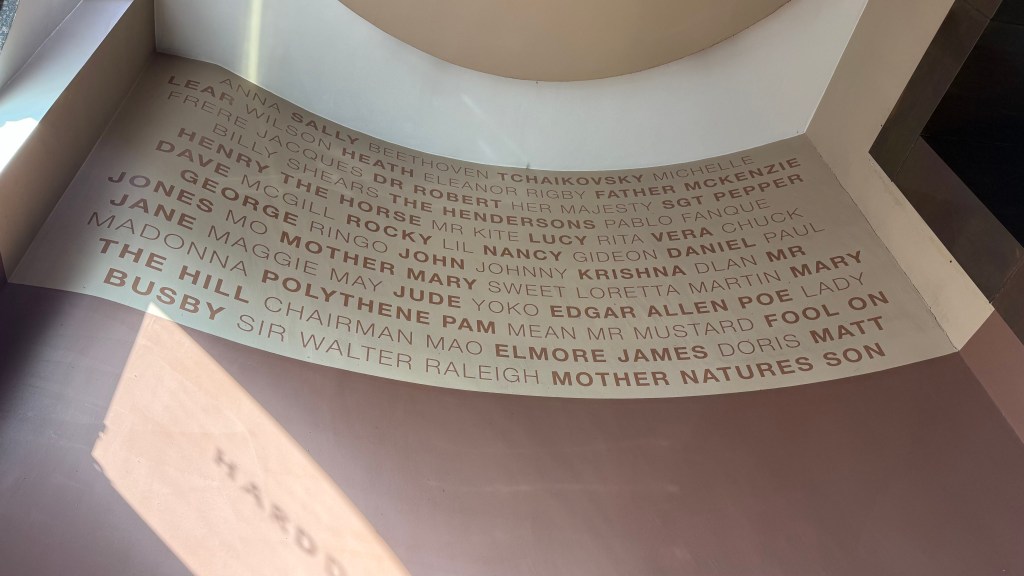 ANNA SALLY BEETHOVEN TCHAIKOVSKY MICHELLE
LEAR WILSON HEATH ELEANOR RIGBY FATHER MCKENZIE
FRERE JACQUES DR ROBERT HER MAJESTY SGT PEPPER
BILLY SHEARS THE HENDERSONS PABLO FANQUE
HENRY THE HORSE MR KITE LUCY RITA VERA CHUCK
DAVE MCGILL ROCKY LIL NANCY GIDEON DANIEL PAUL
GEORGE RINGO JOHN JOHNNY KRISHNA DLAN MR
JONES MO MOTHER MARY SWEET LORETTA MARTIN MARY
JANE MAGGIE MAY JUDE YOKO EDGAR ALLEN POE LADY
MADONNA POLYTHENE PAM MEAN MR MUSTARD FOOL ON
THE HILL CHAIRMAN MAO ELMORE JAMES DORIS MATT
BUSBY SIR WALTER RALEIGH MOTHER NATURES SON
HARD